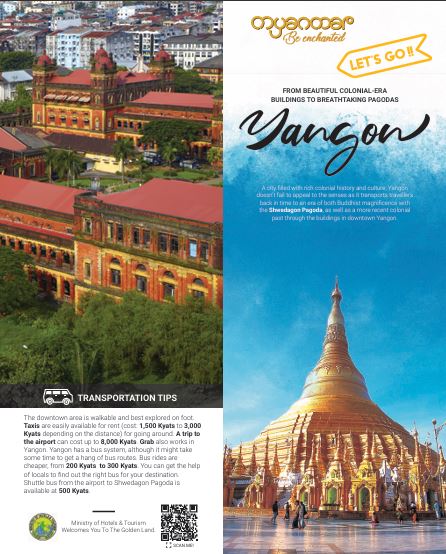 myanmar
Be enchanted
LET'S GO!!
FROM BEAUTIFUL COLONIAL-ERA
BUILDINGS TO BREATHTAKING PAGODAS
Yangon
A city filled with rich colonial history and culture, Yangon
doesn't fail to appeal to the senses as it transports travellers
back in time to an era of both Buddhist magnificence with
the Shwedagon Pagoda, as well as a more recent colonial
past through the buildings in downtown Yangon.
TRANSPORTATION TIPS
The downtown area is walkable and best explored on foot.
Taxis are easily available for rent (cost: 1,500 Kyats to 3,000
Kyats depending on the distance) for going around. A trip to
the airport can cost up to 8,000 Kyats. Grab also works in
Yangon. Yangon has a bus system, although it might take
some time to get a hang of bus routes. Bus rides are
cheaper, from 200 Kyats to 300 Kyats. You can get the help
of locals to find out the right bus for your destination.
Shuttle bus from the airport to Shwedagon Pagoda is
available at 500 Kyats.
Ministry of Hotels & Tourism
Welcomes You To The Golden Land.
SCAN ME!